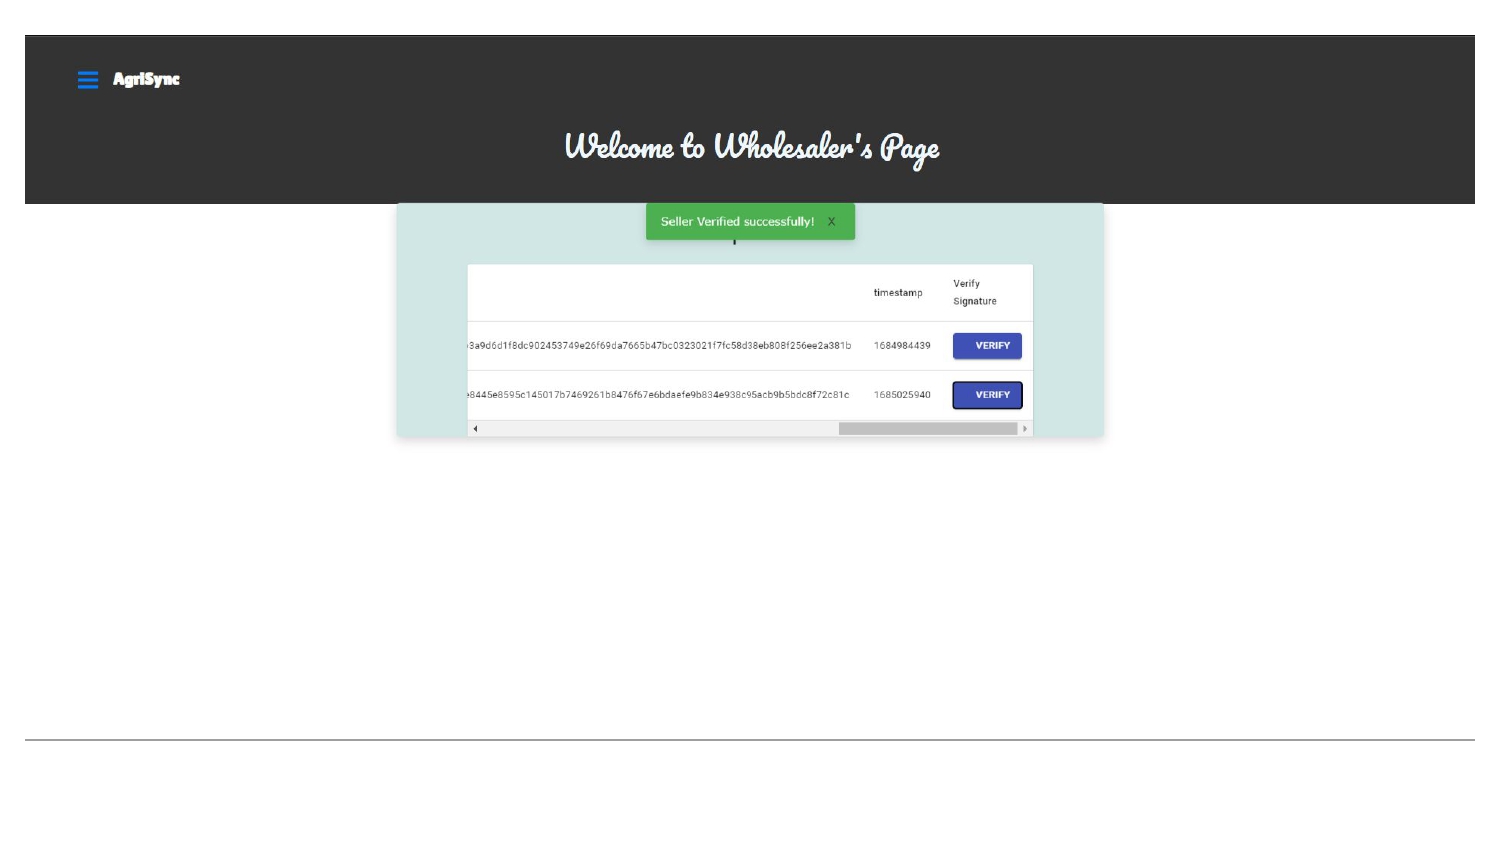 AgriSync
Welcome to Wholesaler's Page
Seller Verified successfully! X
timestamp
Verify
Signature
3a9d6d1f8dc902453749e26f69da7665b47bc0323021f7fc58d38eb808f256ee2a381b 1684984439 VERIFY
8445e8595c145017b7469261b8476f67e6bdaefe9b834e938c95acb9b5bdc8f72c81c 1685025940 VERIFY